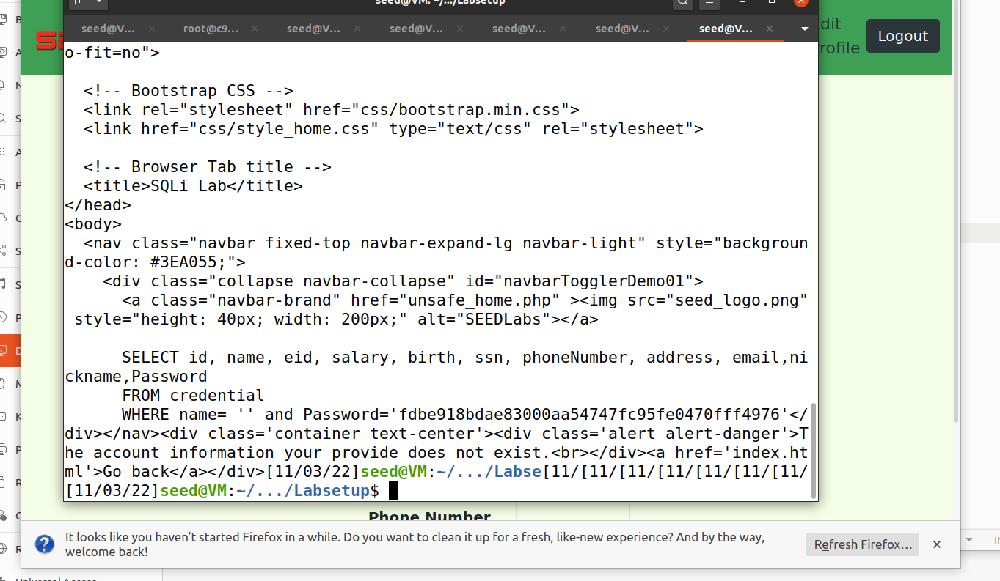 seed@VM: ~/.../Labsetup
seed@V...
root@c9...
seed@V...
seed@V...
seed@V...
seed@V...
seed@V...
dit
rofile
Logout
o-fit=no">
<!-- Bootstrap CSS -->
<link rel="stylesheet" href="css/bootstrap.min.css">
<link href="css/style_home.css" type="text/css" rel="stylesheet">
<!-- Browser Tab title -->
<title>SQLi Lab</title>
</head>
<body>
<nav class="navbar fixed-top navbar-expand-lg navbar-light" style="backgroun
d-color: #3EA055;">
<div class="collapse navbar-collapse" id="navbarTogglerDemo01">
<a class="navbar-brand" href="unsafe_home.php" ><img src="seed_logo.png"
style="height: 40px; width: 200px;" alt="SEEDLabs"></a>
SELECT id, name, eid, salary, birth, ssn, phoneNumber, address, email,ni
ckname,Password
FROM credential
WHERE name= '' and Password='fdbe918bdae83000aa54747fc95fe0470fff4976'</
div></nav><div class='container text-center'><div class='alert alert-danger'>T
he account information your provide does not exist.<br></div><a href='index.ht
ml'>Go back</a></div>[11/03/22]seed@VM:~/.../Labse[11/[11/[11/[11/[11/[11/[11/
[11/03/22]seed@VM:~/.../Labsetup$
Phone Number
It looks like you haven't started Firefox in a while. Do you want to clean it up for a fresh, like-new experience? And by the way,
welcome back!
Refresh Firefox...
Universal Access